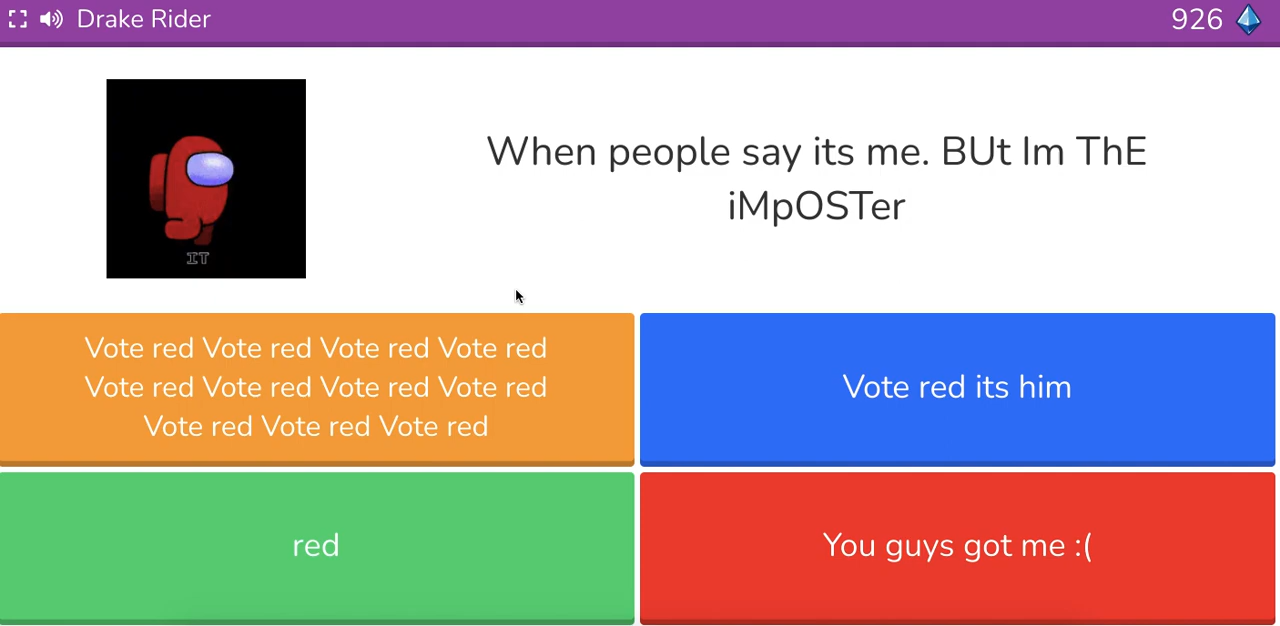 Drake Rider
926
When people say its me. BUt Im ThE
iMpOSTer
IT
Vote red Vote red Vote red Vote red
Vote red Vote red Vote red Vote red
Vote red Vote red Vote red
Vote red its him
red
You guys got me :(